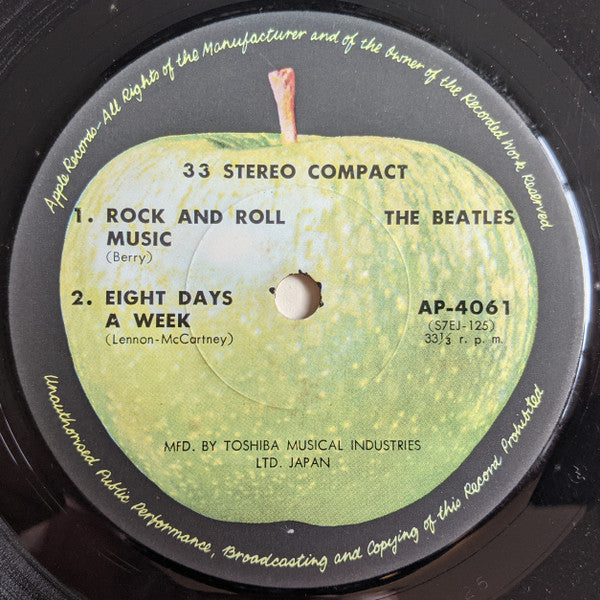 Apple Records-All Rights of the Manufacturer and of the Owner of the Recorded Work Reserved
33 STEREO COMPACT
1. ROCK AND ROLL THE BEATLES
MUSIC
(Berry)
2. EIGHT DAYS AP-4061
A WEEK (S7EJ-125)
(Lennon-McCartney) 33⅓ r. p. m.
MFD. BY TOSHIBA MUSICAL INDUSTRIES
LTD. JAPAN
Unauthorised Public Performance, Broadcasting and Copying of this Record Prohibited